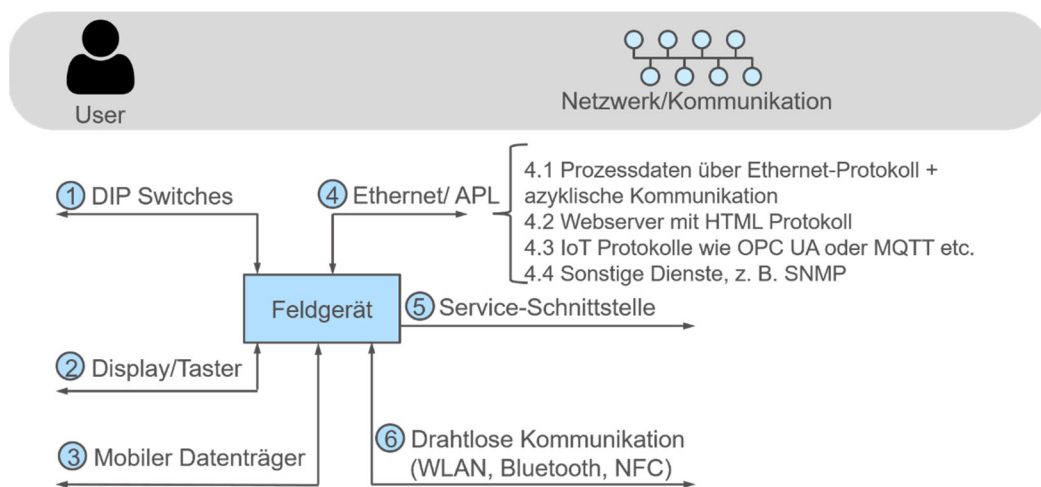 User
Netzwerk/Kommunikation
1 DIP Switches
4 Ethernet/ APL
4.1 Prozessdaten über Ethernet-Protokoll +
azyklische Kommunikation
4.2 Webserver mit HTML Protokoll
4.3 IoT Protokolle wie OPC UA oder MQTT etc.
4.4 Sonstige Dienste, z. B. SNMP
Feldgerät
5 Service-Schnittstelle
2 Display/Taster
3 Mobiler Datenträger
6 Drahtlose Kommunikation
(WLAN, Bluetooth, NFC)